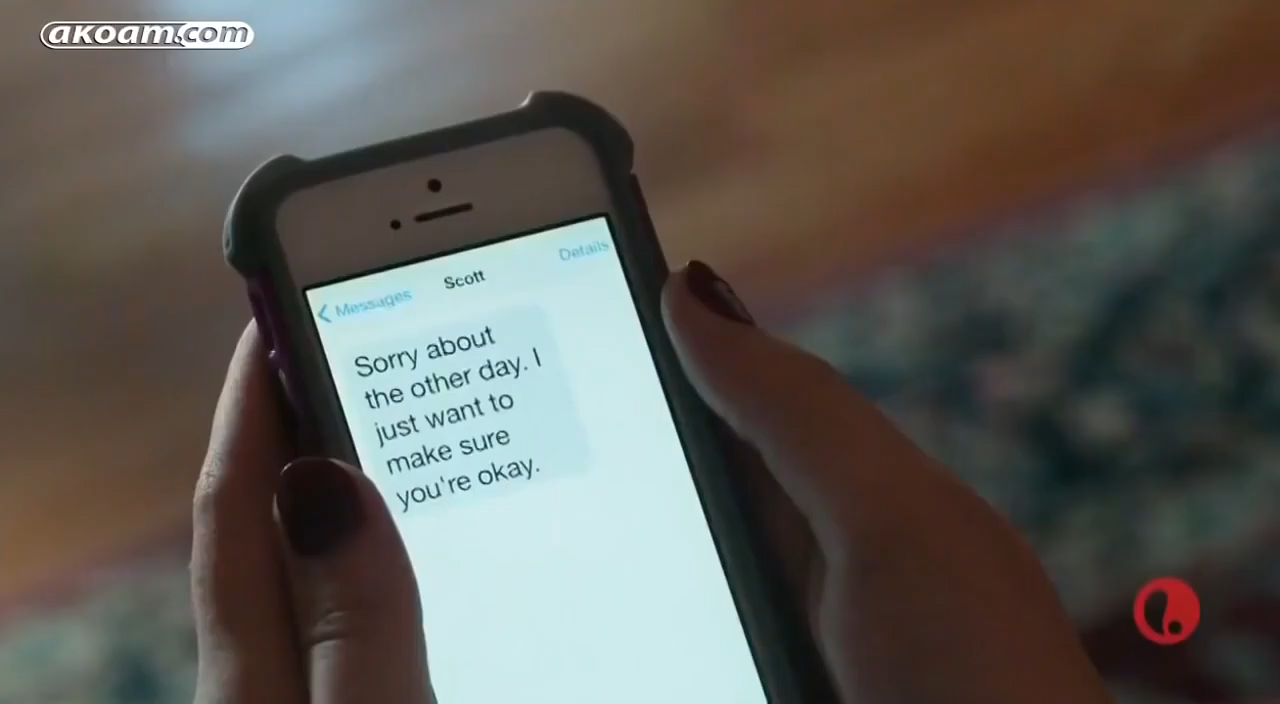 akoam.com
Messages
Scott
Details
Sorry about
the other day. I
just want to
make sure
you're okay.